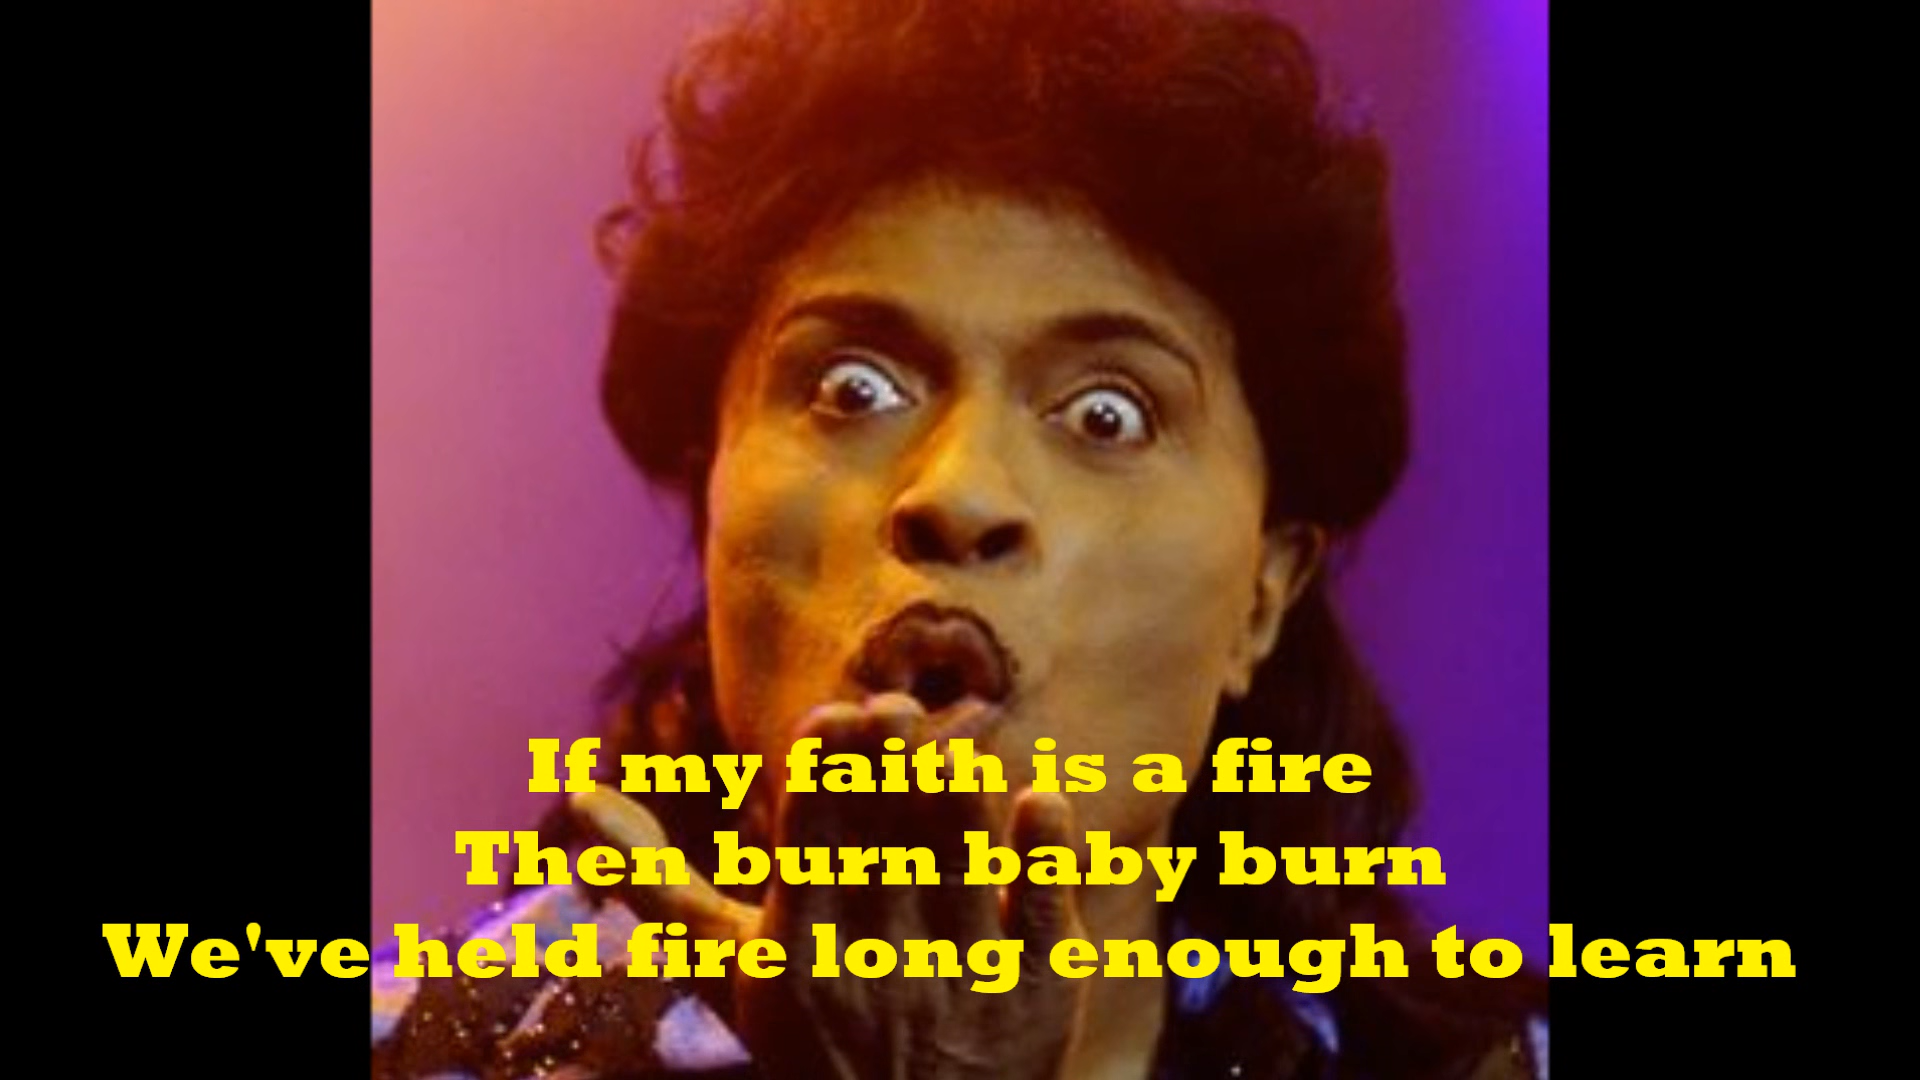 If my faith is a fire
Then burn baby burn
We've held fire long enough to learn